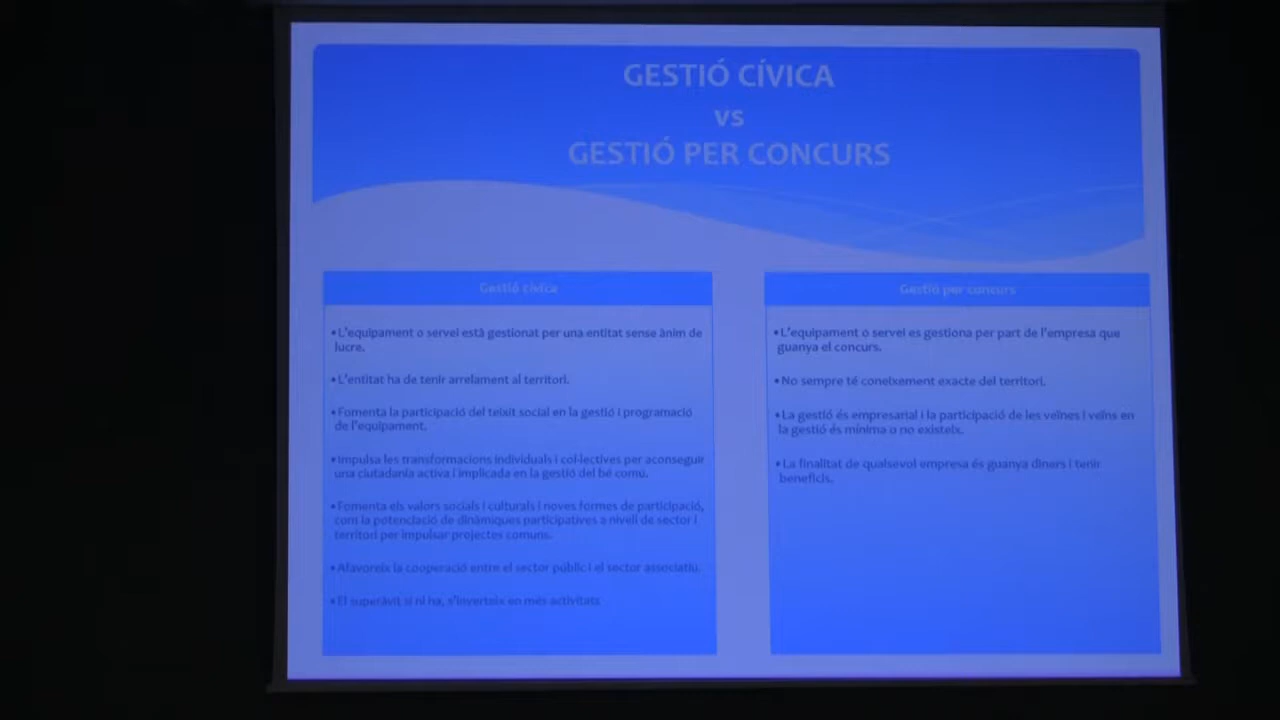 GESTIÓ CÍVICA
vs
GESTIÓ PER CONCURS
Gestió cívica
•L'equipament o servei està gestionat per una entitat sense ànim de
lucre.
•L'entitat ha de tenir arrelament al territori.
•Fomenta la participació del teixit social en la gestió i programació
de l'equipament.
•Impulsa les transformacions individuals i col·lectives per aconseguir
una ciutadania activa i implicada en la gestió del bé comú.
•Fomenta els valors socials i culturals i noves formes de participació,
com la potenciació de dinàmiques participatives a nivell de sector i
territori per impulsar projectes comuns.
•Afavoreix la cooperació entre el sector públic i el sector associatiu.
•El superàvit si ni ha, s'inverteix en més activitats
Gestió per concurs
•L'equipament o servei es gestiona per part de l'empresa que
guanya el concurs.
•No sempre té coneixement exacte del territori.
•La gestió és empresarial i la participació de les veïnes i veïns en
la gestió és mínima o no existeix.
•La finalitat de qualsevol empresa és guanya diners i tenir
beneficis.